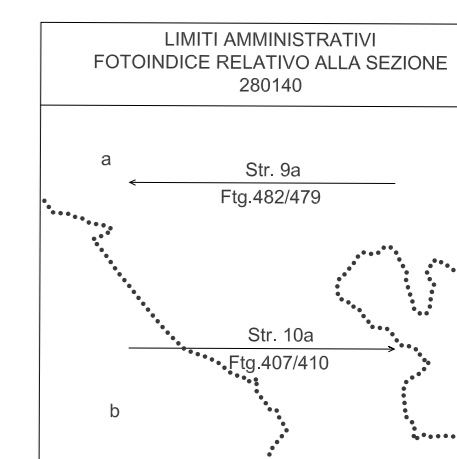 LIMITI AMMINISTRATIVI
FOTOINDICE RELATIVO ALLA SEZIONE
280140
a
Str. 9a
Ftg.482/479
Str. 10a
Ftg.407/410
b